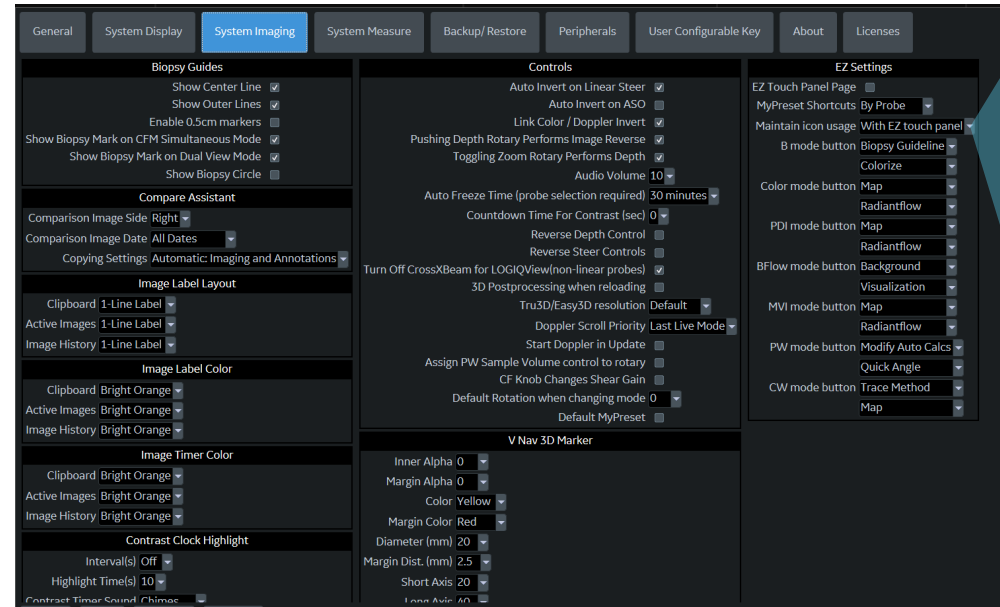 General System Display System Imaging System Measure Backup/Restore Peripherals User Configurable Key About Licenses
Biopsy Guides
Show Center Line
Show Outer Lines
Enable 0.5cm markers
Show Biopsy Mark on CFM Simultaneous Mode
Show Biopsy Mark on Dual View Mode
Show Biopsy Circle
Compare Assistant
Comparison Image Side Right
Comparison Image Date All Dates
Copying Settings Automatic: Imaging and Annotations
Image Label Layout
Clipboard 1-Line Label
Active Images 1-Line Label
Image History 1-Line Label
Image Label Color
Clipboard Bright Orange
Active Images Bright Orange
Image History Bright Orange
Image Timer Color
Clipboard Bright Orange
Active Images Bright Orange
Image History Bright Orange
Contrast Clock Highlight
Interval(s) Off
Highlight Time(s) 10
Contrast Timer Sound Chimes
Controls
Auto Invert on Linear Steer
Auto Invert on ASO
Link Color / Doppler Invert
Pushing Depth Rotary Performs Image Reverse
Toggling Zoom Rotary Performs Depth
Audio Volume 10
Auto Freeze Time (probe selection required) 30 minutes
Countdown Time For Contrast (sec) 0
Reverse Depth Control
Reverse Steer Controls
Turn Off CrossXBeam for LOGIQView(non-linear probes)
3D Postprocessing when reloading
Tru3D/Easy3D resolution Default
Doppler Scroll Priority Last Live Mode
Start Doppler in Update
Assign PW Sample Volume control to rotary
CF Knob Changes Shear Gain
Default Rotation when changing mode 0
Default MyPreset
V Nav 3D Marker
Inner Alpha 0
Margin Alpha 0
Color Yellow
Margin Color Red
Diameter (mm) 20
Margin Dist. (mm) 2.5
Short Axis 20
Long Axis 40
EZ Settings
EZ Touch Panel Page
MyPreset Shortcuts By Probe
Maintain icon usage With EZ touch panel
B mode button Biopsy Guideline
Colorize
Color mode button Map
Radiantflow
PDI mode button Map
Radiantflow
BFlow mode button Background
Visualization
MVI mode button Map
Radiantflow
PW mode button Modify Auto Calcs
Quick Angle
CW mode button Trace Method
Map